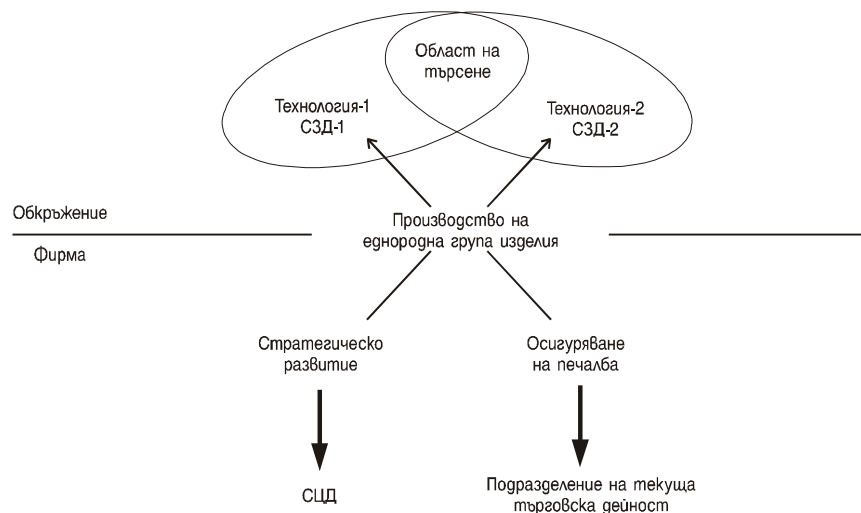 Област на
търсене
Технология-1
СЗД-1
Технология-2
СЗД-2
Обкръжение
Производство на
еднородна група изделия
Фирма
Стратегическо
развитие
Осигуряване
на печалба
СЦД
Подразделение на текуща
търговска дейност